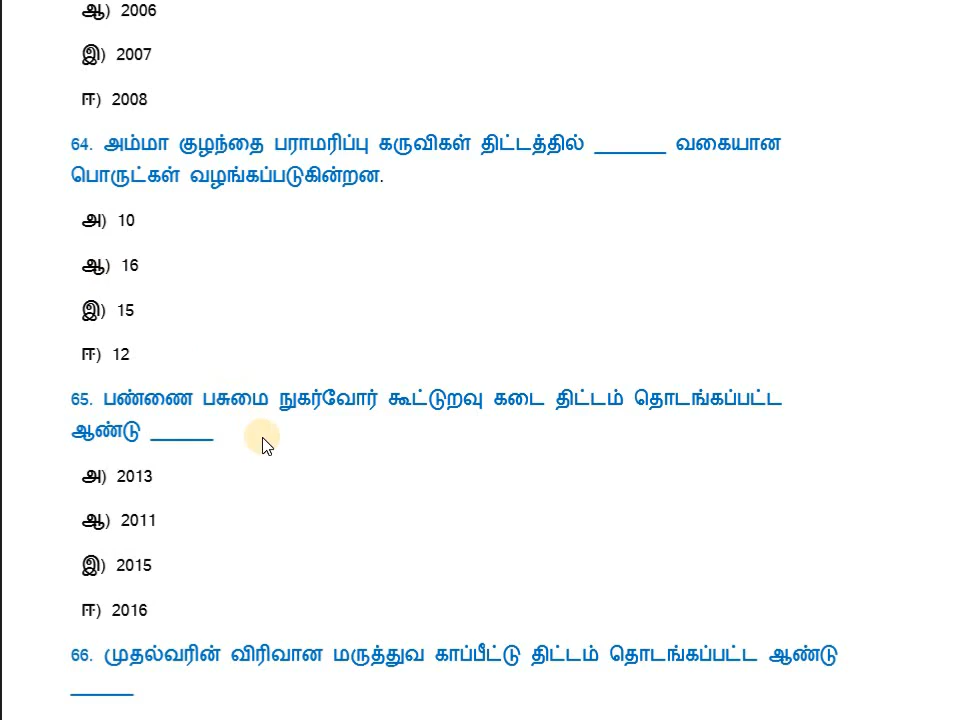 ஆ) 2006
இ) 2007
ஈ) 2008
64. அம்மா குழந்தை பராமரிப்பு கருவிகள் திட்டத்தில் _______ வகையான
பொருட்கள் வழங்கப்படுகின்றன.
அ) 10
ஆ) 16
இ) 15
ஈ) 12
65. பண்ணை பசுமை நுகர்வோர் கூட்டுறவு கடை திட்டம் தொடங்கப்பட்ட
ஆண்டு ______
அ) 2013
ஆ) 2011
இ) 2015
ஈ) 2016
66. முதல்வரின் விரிவான மருத்துவ காப்பீட்டு திட்டம் தொடங்கப்பட்ட ஆண்டு
______